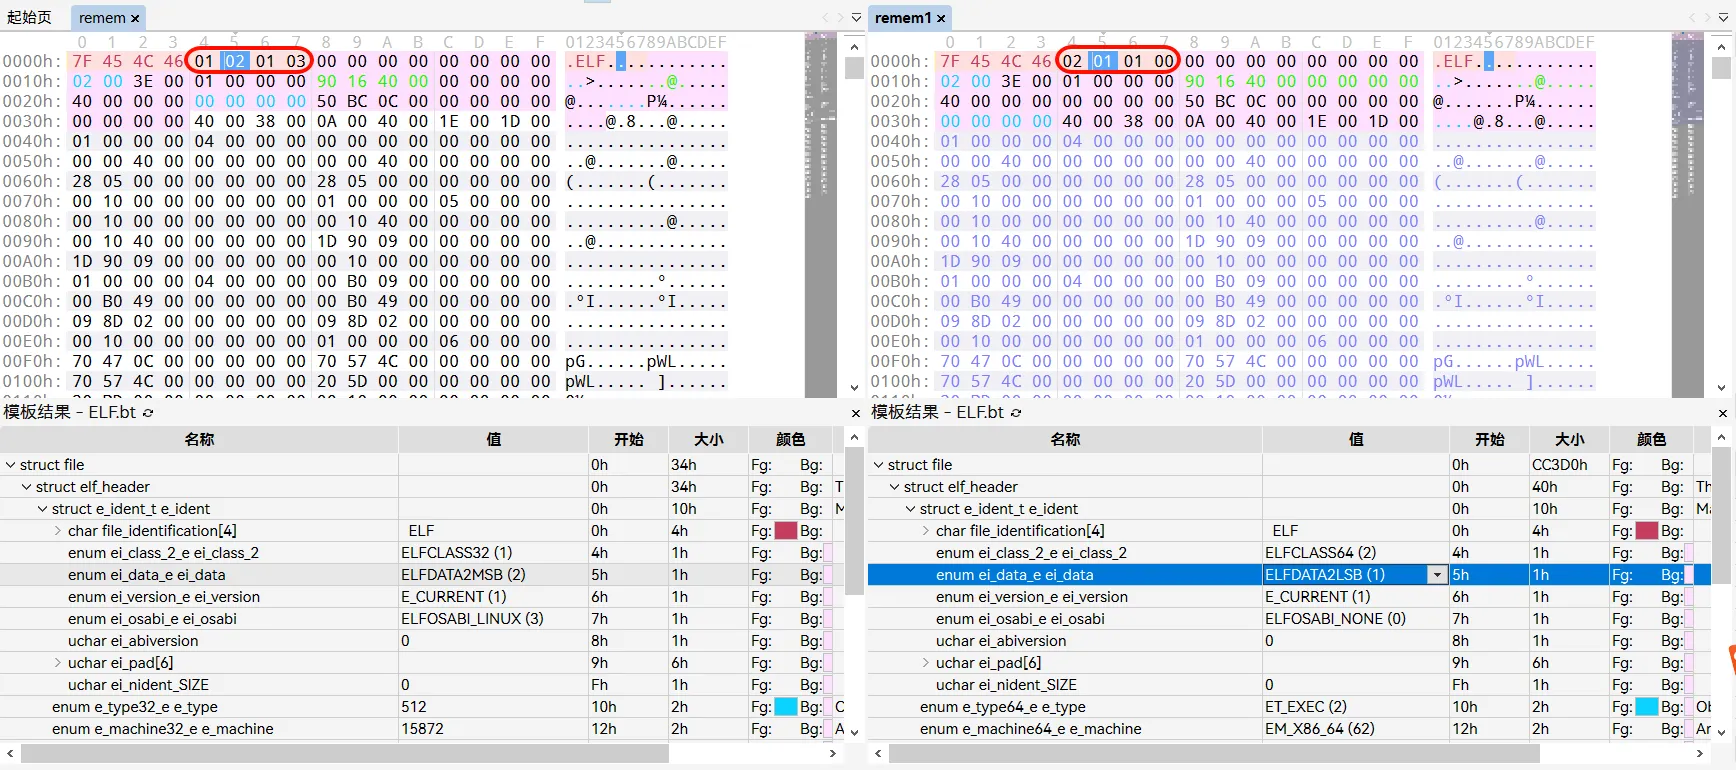 起始页
remem ×
0 1 2 3 4 5 6 7 8 9 A B C D E F 0123456789ABCDEF
0000h: 7F 45 4C 46 01 02 01 03 00 00 00 00 00 00 00 00 .ELF............
0010h: 02 00 3E 00 01 00 00 00 90 16 40 00 00 00 00 00 ..>.......@.....
0020h: 40 00 00 00 00 00 00 00 50 BC 0C 00 00 00 00 00 @.......P¼......
0030h: 00 00 00 00 40 00 38 00 0A 00 40 00 1E 00 1D 00 ....@.8...@.....
0040h: 01 00 00 00 04 00 00 00 00 00 00 00 00 00 00 00 ................
0050h: 00 00 40 00 00 00 00 00 00 00 40 00 00 00 00 00 ..@.......@.....
0060h: 28 05 00 00 00 00 00 00 28 05 00 00 00 00 00 00 (.......(.......
0070h: 00 10 00 00 00 00 00 00 01 00 00 00 05 00 00 00 ................
0080h: 00 10 00 00 00 00 00 00 00 10 40 00 00 00 00 00 ..........@.....
0090h: 00 10 40 00 00 00 00 00 1D 90 09 00 00 00 00 00 ..@.............
00A0h: 1D 90 09 00 00 00 00 00 00 10 00 00 00 00 00 00 ................
00B0h: 01 00 00 00 04 00 00 00 00 B0 09 00 00 00 00 00 .........°......
00C0h: 00 B0 49 00 00 00 00 00 00 B0 49 00 00 00 00 00 .°I......°I.....
00D0h: 09 8D 02 00 00 00 00 00 09 8D 02 00 00 00 00 00 ................
00E0h: 00 10 00 00 00 00 00 00 01 00 00 00 06 00 00 00 ................
00F0h: 70 47 0C 00 00 00 00 00 70 57 4C 00 00 00 00 00 pG......pWL.....
0100h: 70 57 4C 00 00 00 00 00 20 5D 00 00 00 00 00 00 pWL..... ]......
模板结果 - ELF.bt ×
名称 值 开始 大小 颜色
struct file 0h 34h Fg: Bg:
struct elf_header 0h 34h Fg: Bg: T
struct e_ident_t e_ident 0h 10h Fg: Bg: M
char file_identification[4] ELF 0h 4h Fg: Bg:
enum ei_class_2_e ei_class_2 ELFCLASS32 (1) 4h 1h Fg: Bg:
enum ei_data_e ei_data ELFDATA2MSB (2) 5h 1h Fg: Bg:
enum ei_version_e ei_version E_CURRENT (1) 6h 1h Fg: Bg:
enum ei_osabi_e ei_osabi ELFOSABI_LINUX (3) 7h 1h Fg: Bg:
uchar ei_abiversion 0 8h 1h Fg: Bg:
uchar ei_pad[6] 9h 6h Fg: Bg:
uchar ei_nident_SIZE 0 Fh 1h Fg: Bg:
enum e_type32_e e_type 512 10h 2h Fg: Bg: O
enum e_machine32_e e_machine 15872 12h 2h Fg: Bg: A
remem1 ×
0 1 2 3 4 5 6 7 8 9 A B C D E F 0123456789ABCDEF
0000h: 7F 45 4C 46 02 01 01 00 00 00 00 00 00 00 00 00 .ELF............
0010h: 02 00 3E 00 01 00 00 00 90 16 40 00 00 00 00 00 ..>.......@.....
0020h: 40 00 00 00 00 00 00 00 50 BC 0C 00 00 00 00 00 @.......P¼......
0030h: 00 00 00 00 40 00 38 00 0A 00 40 00 1E 00 1D 00 ....@.8...@.....
0040h: 01 00 00 00 04 00 00 00 00 00 00 00 00 00 00 00 ................
0050h: 00 00 40 00 00 00 00 00 00 00 40 00 00 00 00 00 ..@.......@.....
0060h: 28 05 00 00 00 00 00 00 28 05 00 00 00 00 00 00 (.......(.......
0070h: 00 10 00 00 00 00 00 00 01 00 00 00 05 00 00 00 ................
0080h: 00 10 00 00 00 00 00 00 00 10 40 00 00 00 00 00 ..........@.....
0090h: 00 10 40 00 00 00 00 00 1D 90 09 00 00 00 00 00 ..@.............
00A0h: 1D 90 09 00 00 00 00 00 00 10 00 00 00 00 00 00 ................
00B0h: 01 00 00 00 04 00 00 00 00 B0 09 00 00 00 00 00 .........°......
00C0h: 00 B0 49 00 00 00 00 00 00 B0 49 00 00 00 00 00 .°I......°I.....
00D0h: 09 8D 02 00 00 00 00 00 09 8D 02 00 00 00 00 00 ................
00E0h: 00 10 00 00 00 00 00 00 01 00 00 00 06 00 00 00 ................
00F0h: 70 47 0C 00 00 00 00 00 70 57 4C 00 00 00 00 00 pG......pWL.....
0100h: 70 57 4C 00 00 00 00 00 20 5D 00 00 00 00 00 00 pWL..... ]......
模板结果 - ELF.bt ×
名称 值 开始 大小 颜色
struct file 0h CC3D0h Fg: Bg:
struct elf_header 0h 40h Fg: Bg: Th
struct e_ident_t e_ident 0h 10h Fg: Bg: Ma
char file_identification[4] ELF 0h 4h Fg: Bg:
enum ei_class_2_e ei_class_2 ELFCLASS64 (2) 4h 1h Fg: Bg:
enum ei_data_e ei_data ELFDATA2LSB (1) 5h 1h Fg: Bg:
enum ei_version_e ei_version E_CURRENT (1) 6h 1h Fg: Bg:
enum ei_osabi_e ei_osabi ELFOSABI_NONE (0) 7h 1h Fg: Bg:
uchar ei_abiversion 0 8h 1h Fg: Bg:
uchar ei_pad[6] 9h 6h Fg: Bg:
uchar ei_nident_SIZE 0 Fh 1h Fg: Bg:
enum e_type64_e e_type ET_EXEC (2) 10h 2h Fg: Bg: Ob
enum e_machine64_e e_machine EM_X86_64 (62) 12h 2h Fg: Bg: Ar